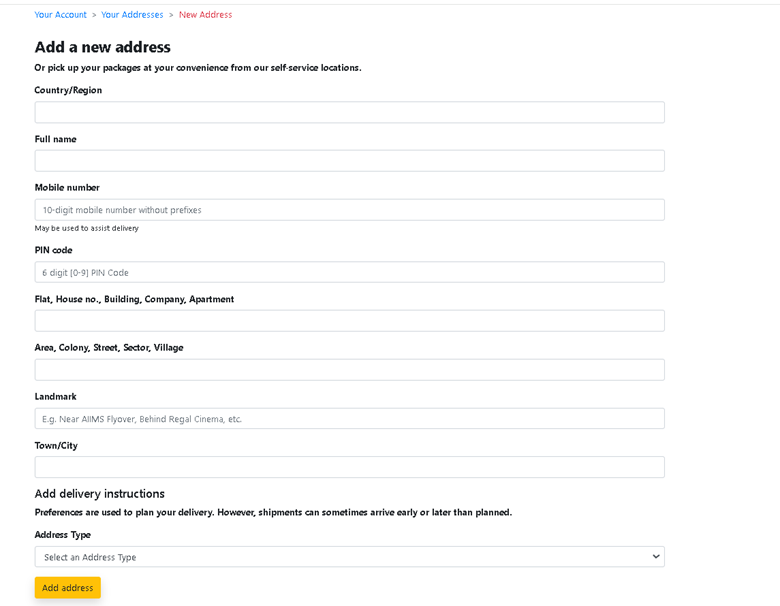 Your Account > Your Addresses > New Address
Add a new address
Or pick up your packages at your convenience from our self-service locations.
Country/Region
Full name
Mobile number
10-digit mobile number without prefixes
May be used to assist delivery
PIN code
6 digit [0-9] PIN Code
Flat, House no., Building, Company, Apartment
Area, Colony, Street, Sector, Village
Landmark
E.g. Near AIIMS Flyover, Behind Regal Cinema, etc.
Town/City
Add delivery instructions
Preferences are used to plan your delivery. However, shipments can sometimes arrive early or later than planned.
Address Type
Select an Address Type
Add address